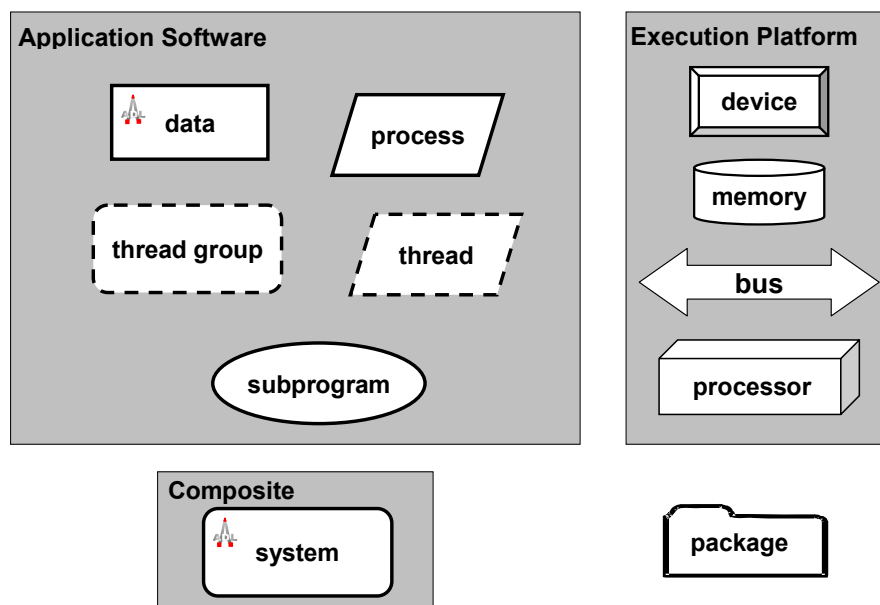 Application Software
data
process
thread group
thread
subprogram
Execution Platform
device
memory
bus
processor
Composite
system
package